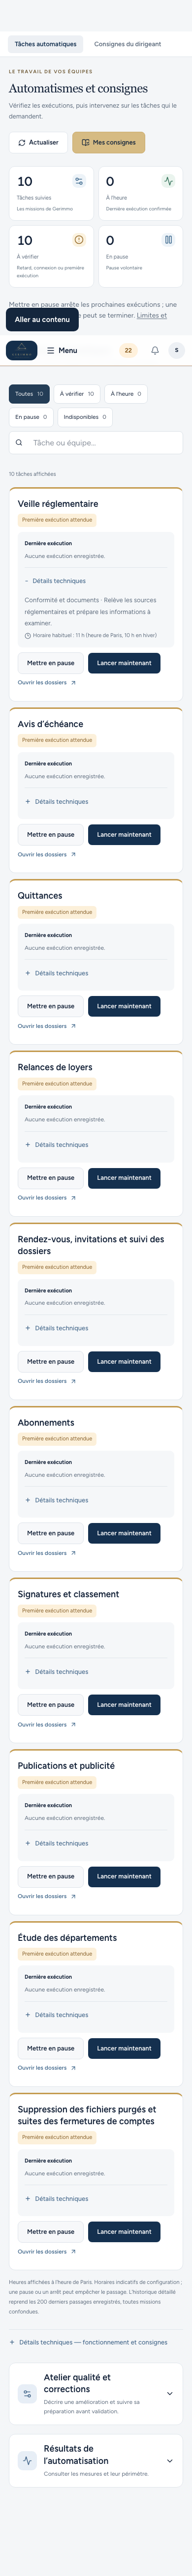 Tâches automatiques
Consignes du dirigeant
LE TRAVAIL DE VOS ÉQUIPES
Automatismes et consignes
Vérifiez les exécutions, puis intervenez sur les tâches qui le
demandent.
Actualiser
Mes consignes
10
Tâches suivies
Les missions de Gerimmo
0
À l'heure
Dernière exécution confirmée
10
À vérifier
Retard, connexion ou première
exécution
0
En pause
Pause volontaire
Mettre en pause arrête les prochaines exécutions ; une
peut se terminer. Limites et
Aller au contenu
Menu
22
S
Toutes 10
À vérifier 10
À l'heure 0
En pause 0
Indisponibles 0
Tâche ou équipe...
10 tâches affichées
Veille réglementaire
Première exécution attendue
Dernière exécution
Aucune exécution enregistrée.
− Détails techniques
Conformité et documents · Relève les sources
réglementaires et prépare les informations à
examiner.
Horaire habituel : 11 h (heure de Paris, 10 h en hiver)
Mettre en pause
Lancer maintenant
Ouvrir les dossiers
Avis d'échéance
Première exécution attendue
Dernière exécution
Aucune exécution enregistrée.
+ Détails techniques
Mettre en pause
Lancer maintenant
Ouvrir les dossiers
Quittances
Première exécution attendue
Dernière exécution
Aucune exécution enregistrée.
+ Détails techniques
Mettre en pause
Lancer maintenant
Ouvrir les dossiers
Relances de loyers
Première exécution attendue
Dernière exécution
Aucune exécution enregistrée.
+ Détails techniques
Mettre en pause
Lancer maintenant
Ouvrir les dossiers
Rendez-vous, invitations et suivi des
dossiers
Première exécution attendue
Dernière exécution
Aucune exécution enregistrée.
+ Détails techniques
Mettre en pause
Lancer maintenant
Ouvrir les dossiers
Abonnements
Première exécution attendue
Dernière exécution
Aucune exécution enregistrée.
+ Détails techniques
Mettre en pause
Lancer maintenant
Ouvrir les dossiers
Signatures et classement
Première exécution attendue
Dernière exécution
Aucune exécution enregistrée.
+ Détails techniques
Mettre en pause
Lancer maintenant
Ouvrir les dossiers
Publications et publicité
Première exécution attendue
Dernière exécution
Aucune exécution enregistrée.
+ Détails techniques
Mettre en pause
Lancer maintenant
Ouvrir les dossiers
Étude des départements
Première exécution attendue
Dernière exécution
Aucune exécution enregistrée.
+ Détails techniques
Mettre en pause
Lancer maintenant
Ouvrir les dossiers
Suppression des fichiers purgés et
suites des fermetures de comptes
Première exécution attendue
Dernière exécution
Aucune exécution enregistrée.
+ Détails techniques
Mettre en pause
Lancer maintenant
Ouvrir les dossiers
Heures affichées à l'heure de Paris. Horaires indicatifs de configuration ;
une pause ou un arrêt peut empêcher le passage. L'historique détaillé
reprend les 200 derniers passages enregistrés, toutes missions
confondues.
+ Détails techniques — fonctionnement et consignes
Atelier qualité et
corrections
Décrire une amélioration et suivre sa
préparation avant validation.
Résultats de
l'automatisation
Consulter les mesures et leur périmètre.